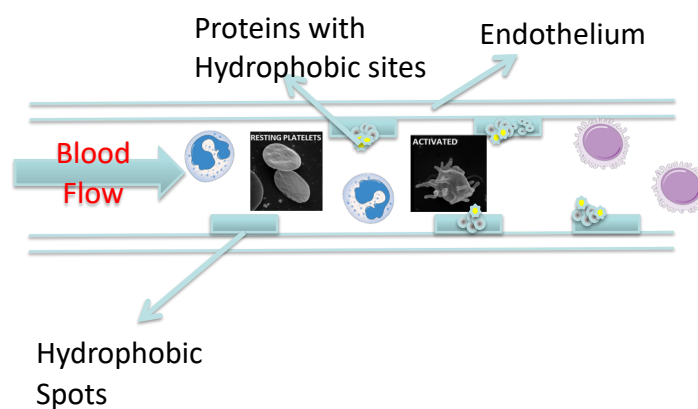 Proteins with
Hydrophobic sites
Endothelium
Blood
Flow
RESTING PLATELETS
ACTIVATED
Hydrophobic
Spots